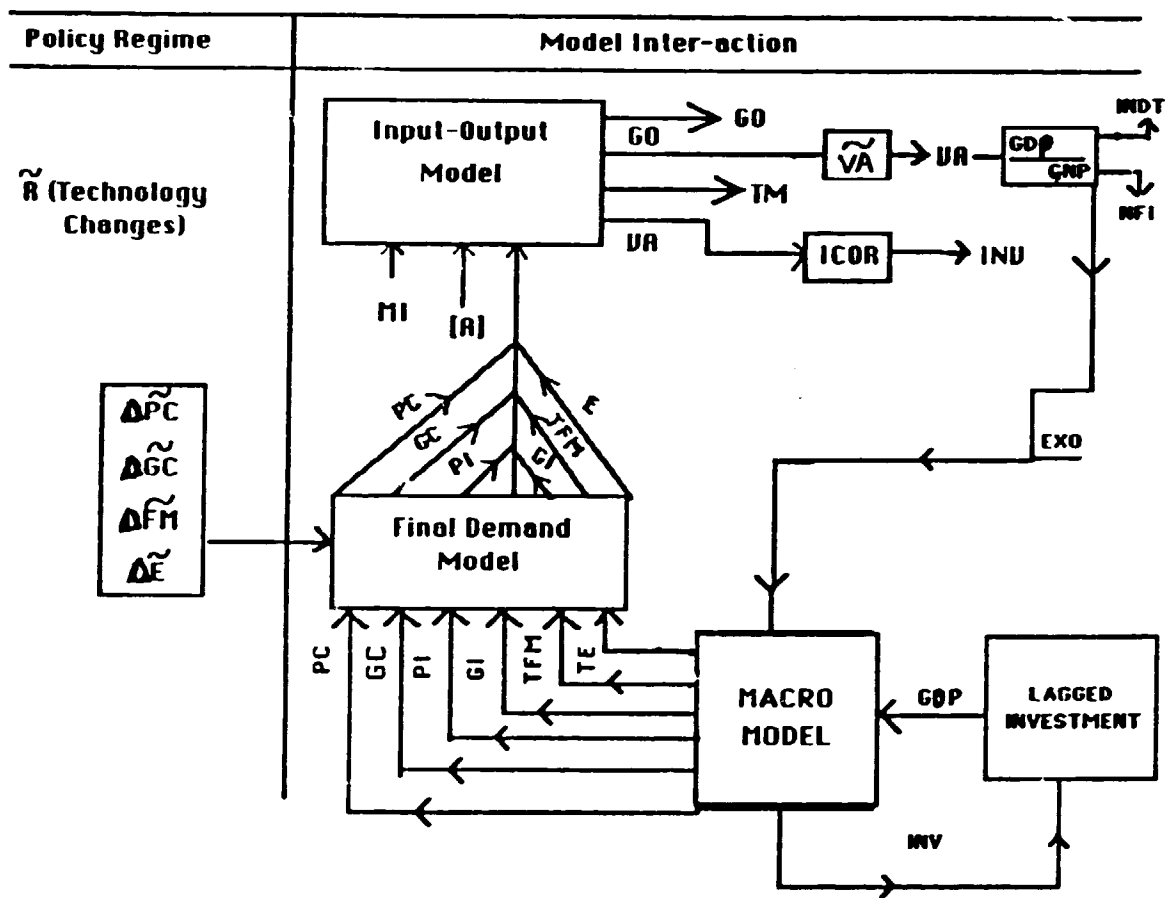 Policy Regime
Model Inter-action
Input-Output
Model
GO
GO
ṼA
VA
GDP
GNP
INDT
NFI
TM
VA
ICOR
INV
R̃ (Technology
Changes)
MI
[A]
PC
GC
PI
GI
TFM
E
ΔP̃C
ΔG̃C
ΔF̃M
ΔẼ
Final Demand
Model
EXO
PC
GC
PI
GI
TFM
TE
MACRO
MODEL
GDP
LAGGED
INVESTMENT
INV